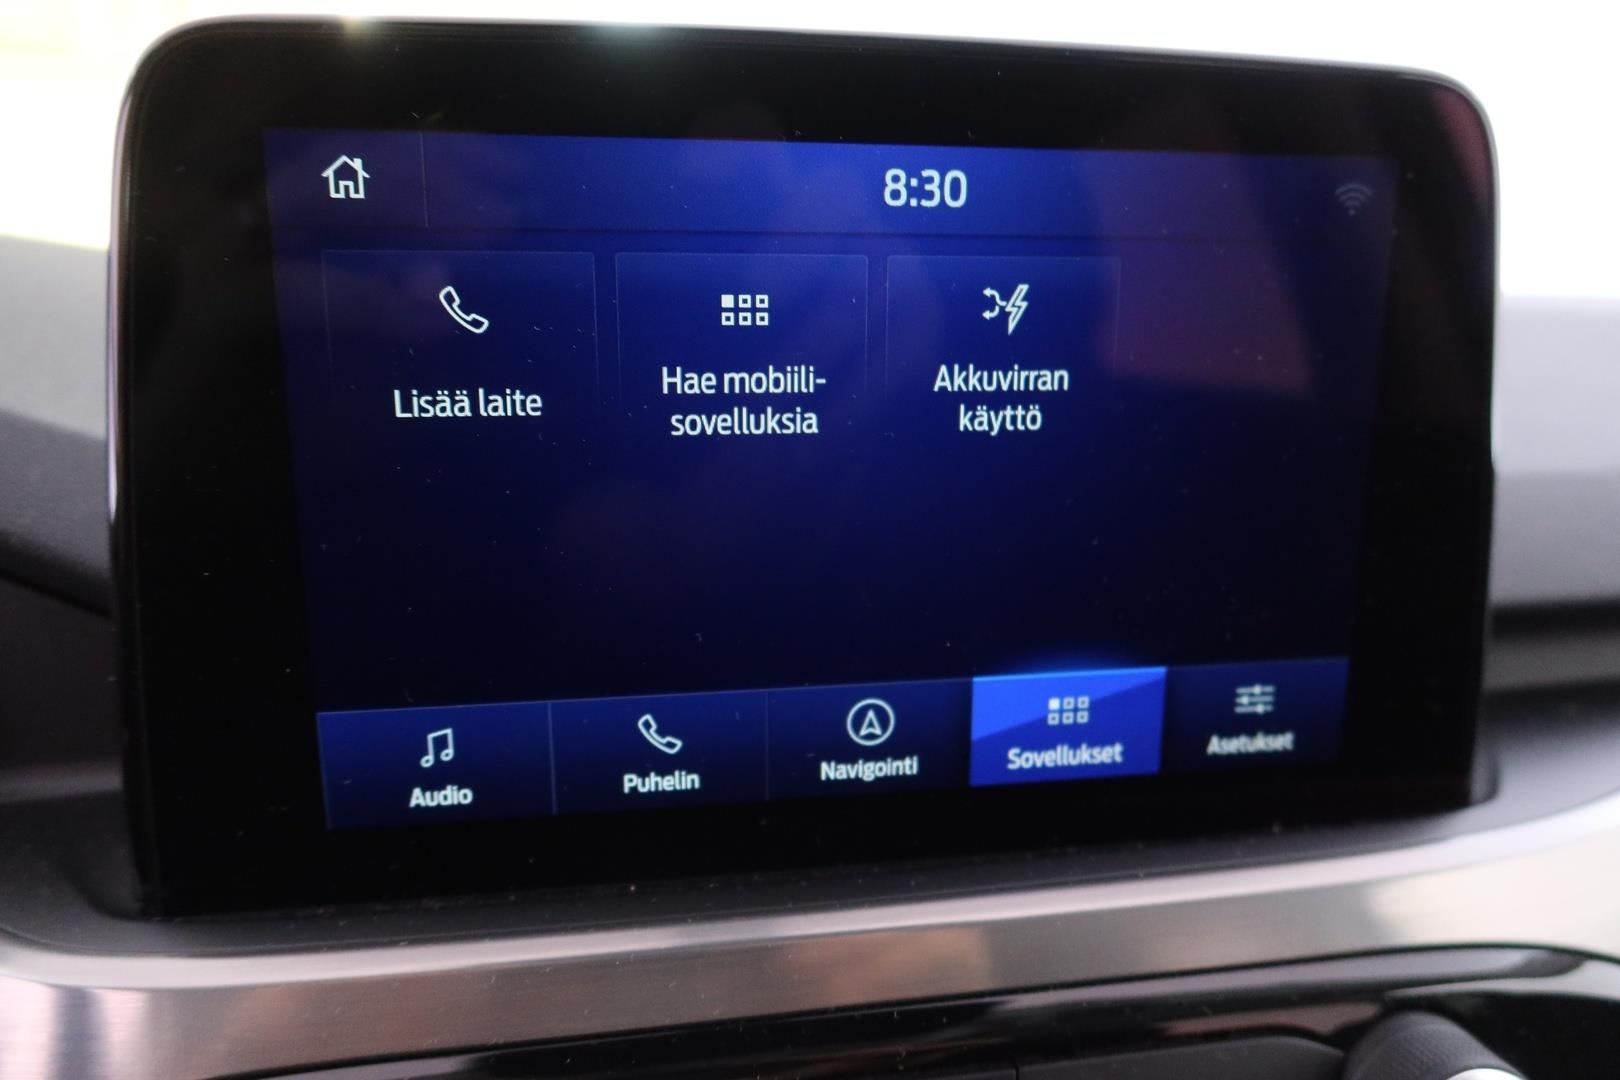 8:30
Lisää laite
Hae mobiili-
sovelluksia
Akkuvirran
käyttö
Audio
Puhelin
Navigointi
Sovellukset
Asetukset